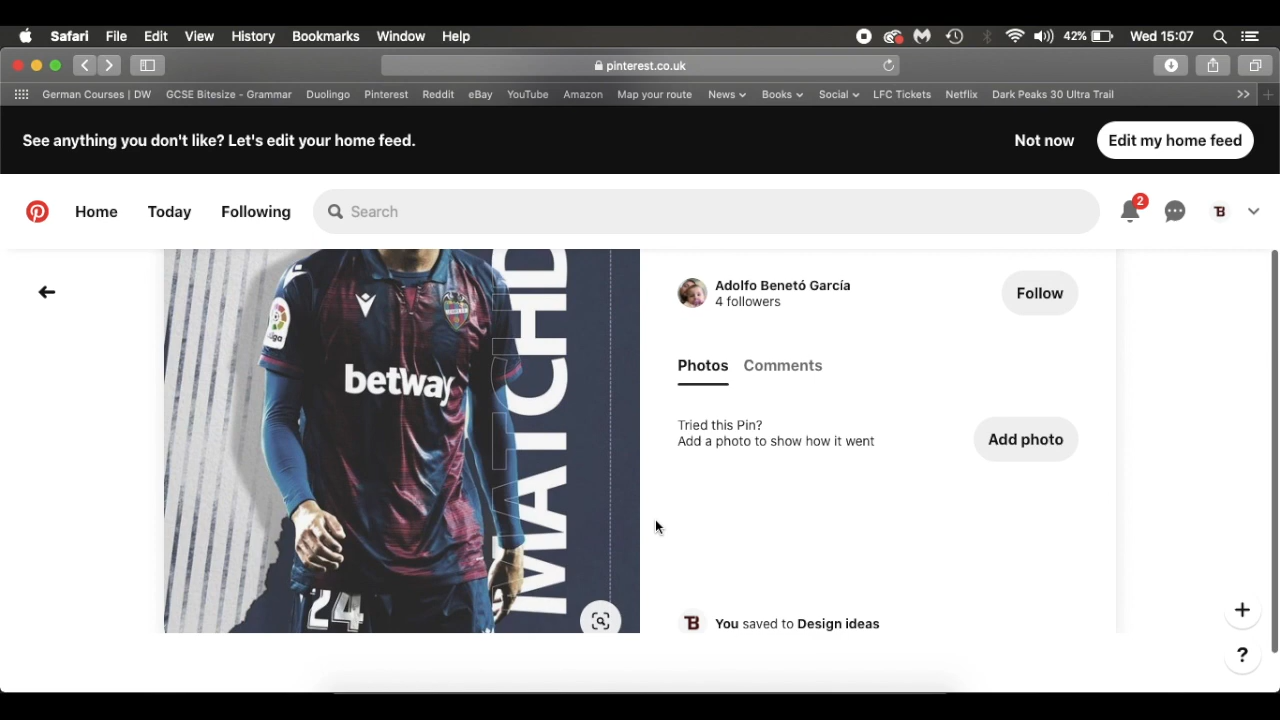 Safari File Edit View History Bookmarks Window Help 42% Wed 15:07
pinterest.co.uk
German Courses | DW GCSE Bitesize - Grammar Duolingo Pinterest Reddit eBay YouTube Amazon Map your route News Books Social LFC Tickets Netflix Dark Peaks 30 Ultra Trail
See anything you don't like? Let's edit your home feed. Not now Edit my home feed
Home Today Following Search 2 TB
Adolfo Benetó García
4 followers
Follow
Photos Comments
Tried this Pin?
Add a photo to show how it went
Add photo
TB You saved to Design ideas
betway
MATCHD
24
+
?